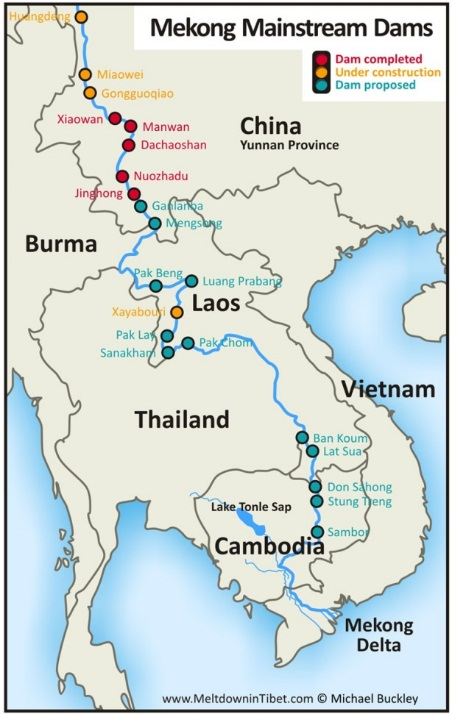 Mekong Mainstream Dams
Dam completed
Under construction
Dam proposed
Huangdeng
Miaowei
Gongguoqiao
Xiaowan
Manwan
China
Yunnan Province
Dachaoshan
Nuozhadu
Jinghong
Ganlanba
Mengsong
Burma
Pak Beng
Luang Prabang
Laos
Xayabouri
Pak Lay
Pak Chom
Sanakham
Vietnam
Thailand
Ban Koum
Lat Sua
Don Sahong
Stung Treng
Lake Tonle Sap
Sambor
Cambodia
Mekong
Delta
www.MeltdowninTibet.com © Michael Buckley